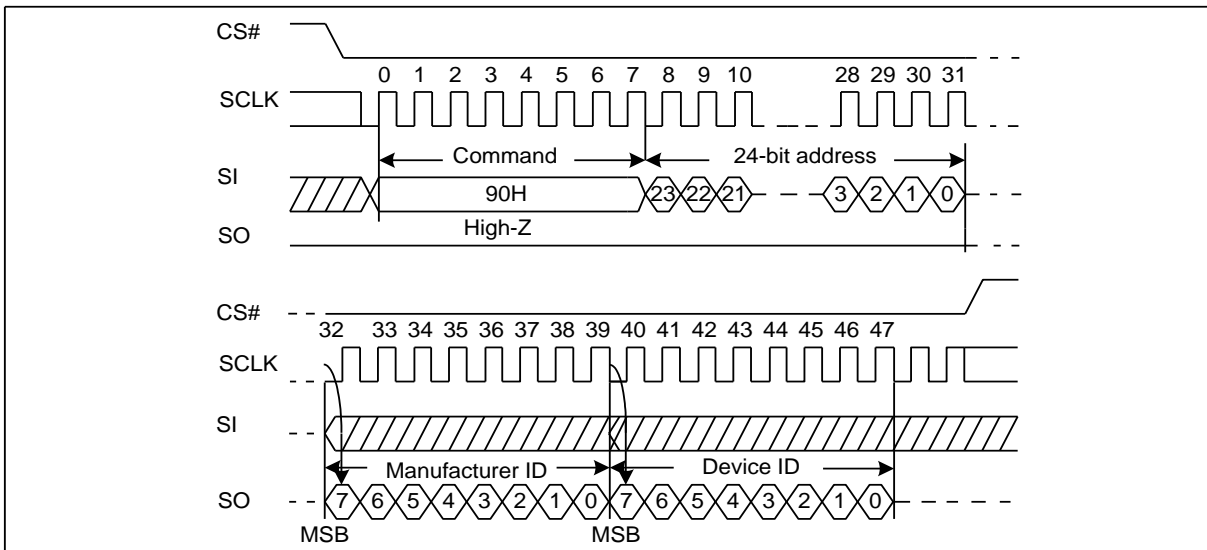 CS#
0 1 2 3 4 5 6 7 8 9 10 28 29 30 31
SCLK
Command 24-bit address
SI 90H 23 22 21 3 2 1 0
High-Z
SO
CS#
32 33 34 35 36 37 38 39 40 41 42 43 44 45 46 47
SCLK
SI
Manufacturer ID Device ID
SO 7 6 5 4 3 2 1 0 7 6 5 4 3 2 1 0
MSB MSB